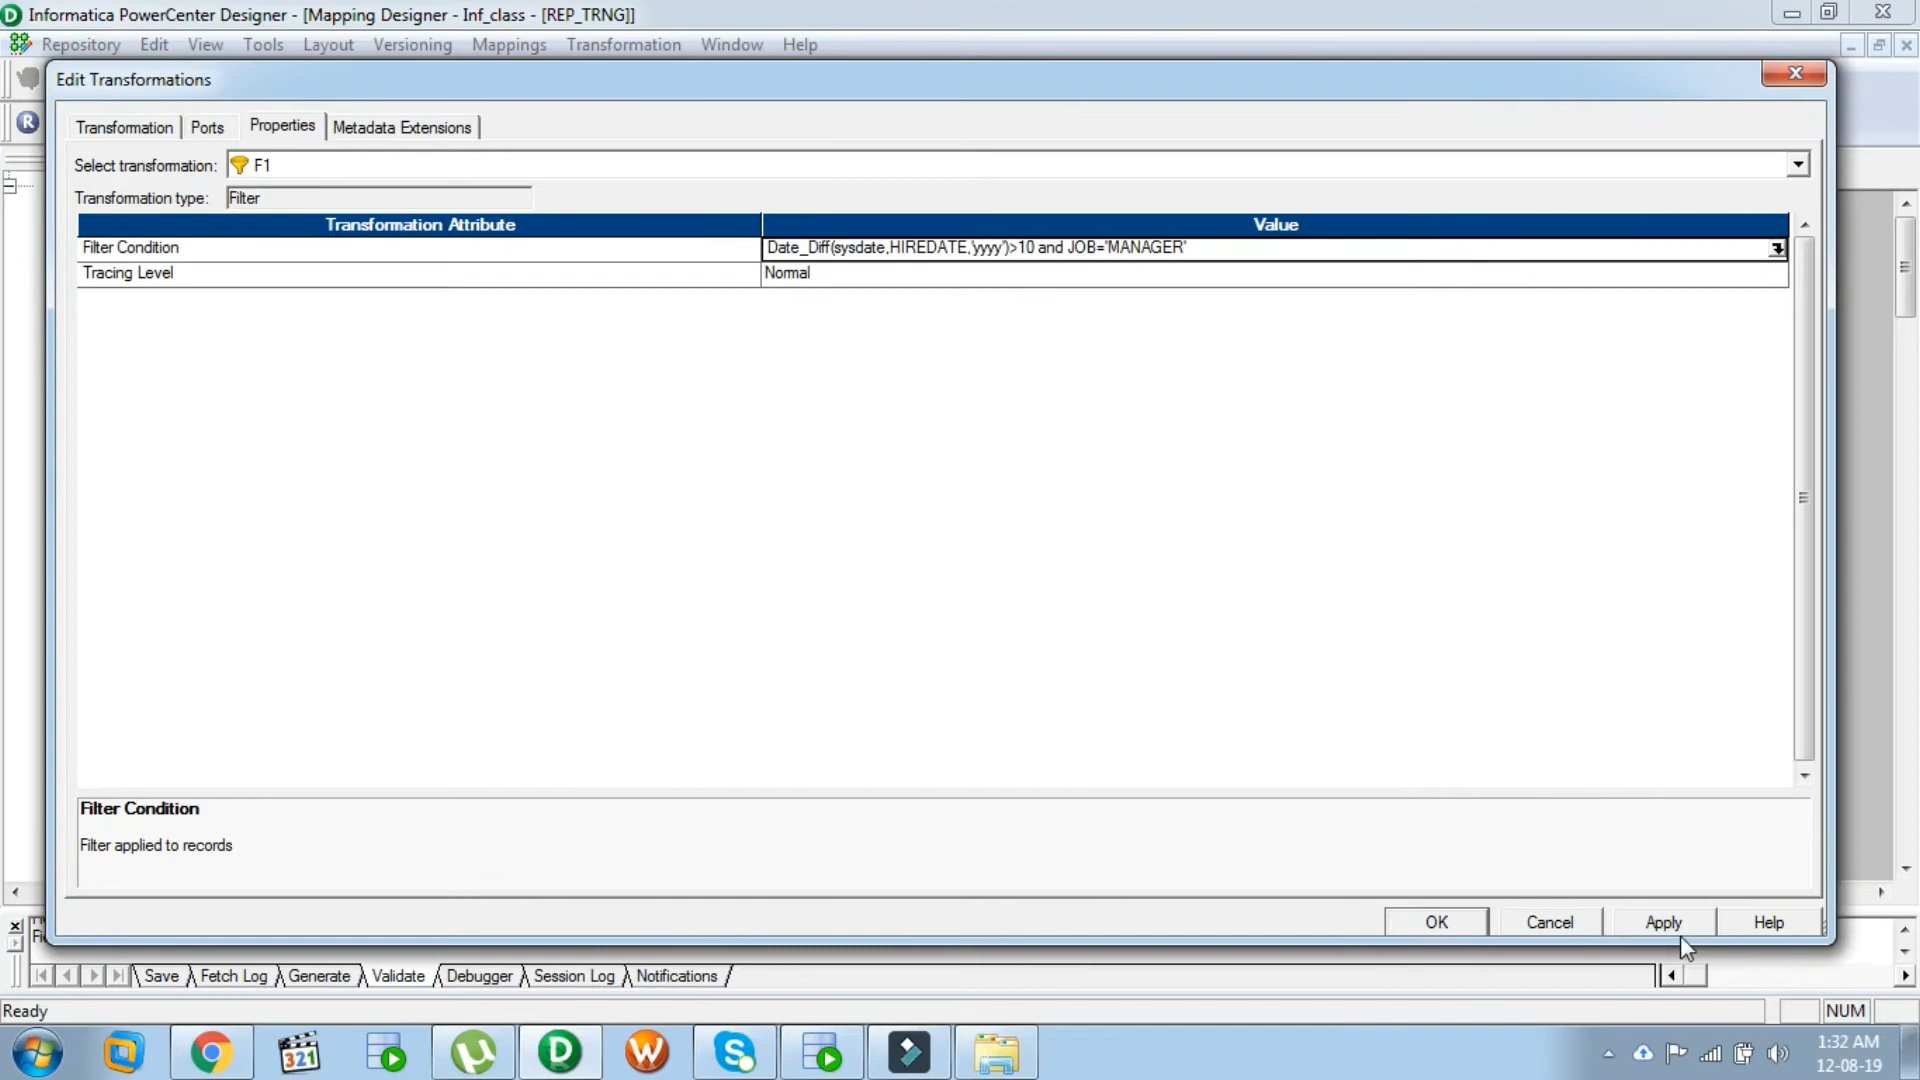 Informatica PowerCenter Designer - [Mapping Designer - Inf_class - [REP_TRNG]]
Repository Edit View Tools Layout Versioning Mappings Transformation Window Help
Edit Transformations
R
Transformation Ports Properties Metadata Extensions
Select transformation: F1
Transformation type: Filter
Transformation Attribute Value
Filter Condition Date_Diff(sysdate,HIREDATE,'yyyy')>10 and JOB='MANAGER'
Tracing Level Normal
Filter Condition
Filter applied to records
OK Cancel Apply Help
Save Fetch Log Generate Validate Debugger Session Log Notifications
Ready NUM
321
D
W
S
1:32 AM
12-08-19